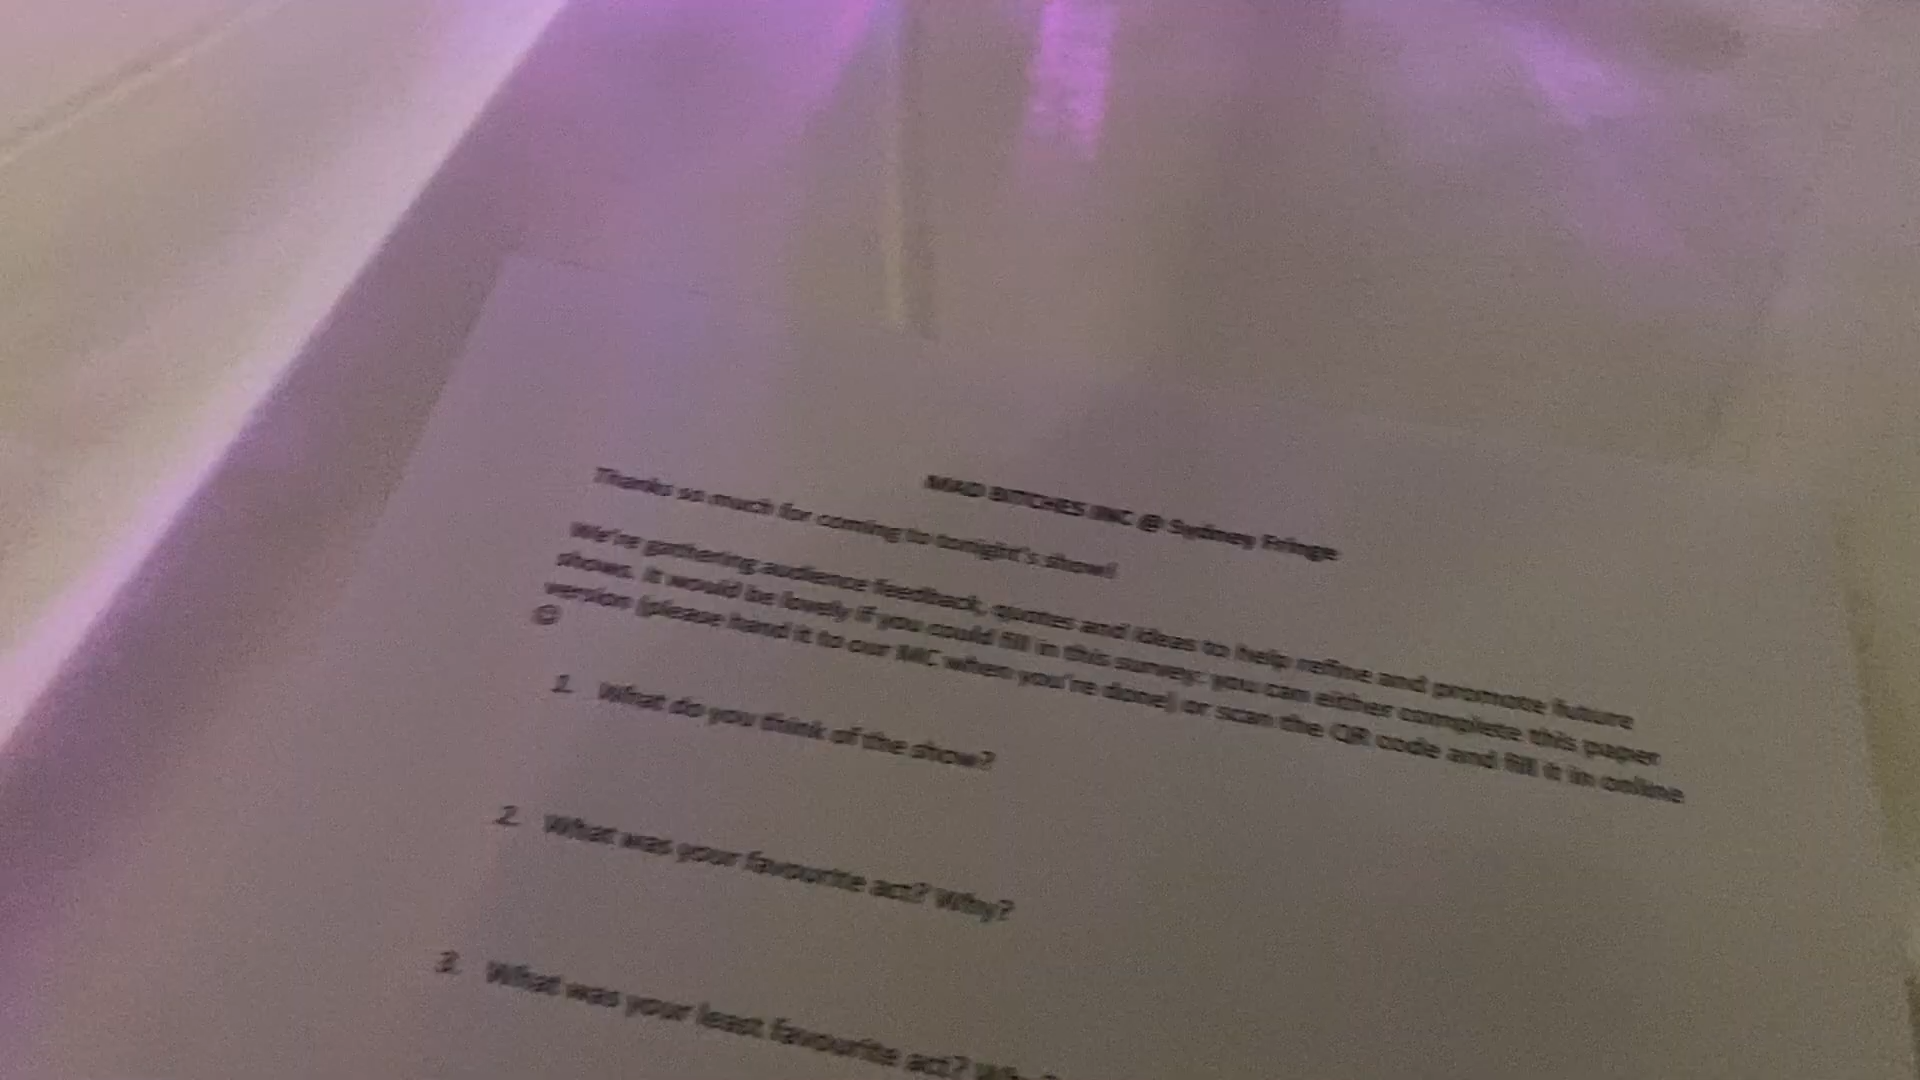 MAD BITCHES INC @ Sydney Fringe
Thanks so much for coming to tonight's show!
We're gathering audience feedback, quotes and ideas to help refine and promote future
shows. It would be lovely if you could fill in this survey: you can either complete this paper
version (please hand it to our MC when you're done) or scan the QR code and fill it in online
☺
1. What do you think of the show?
2. What was your favourite act? Why?
3. What was your least favourite act?